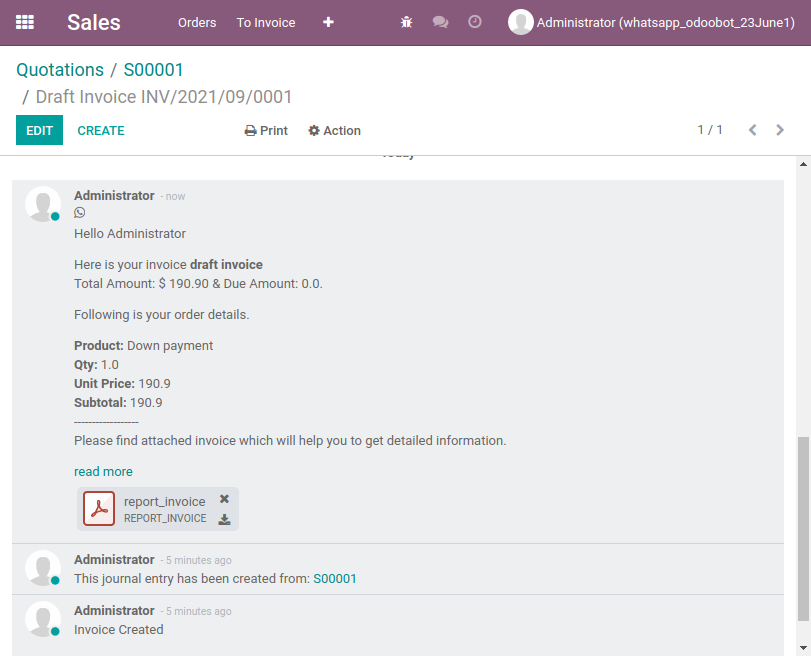 Sales Orders To Invoice Administrator (whatsapp_odoobot_23June1)
Quotations / S00001
/ Draft Invoice INV/2021/09/0001
EDIT CREATE Print Action 1 / 1
Today
Administrator - now
Hello Administrator
Here is your invoice draft invoice
Total Amount: $ 190.90 & Due Amount: 0.0.
Following is your order details.
Product: Down payment
Qty: 1.0
Unit Price: 190.9
Subtotal: 190.9
------------------
Please find attached invoice which will help you to get detailed information.
read more
report_invoice
REPORT_INVOICE
Administrator - 5 minutes ago
This journal entry has been created from: S00001
Administrator - 5 minutes ago
Invoice Created